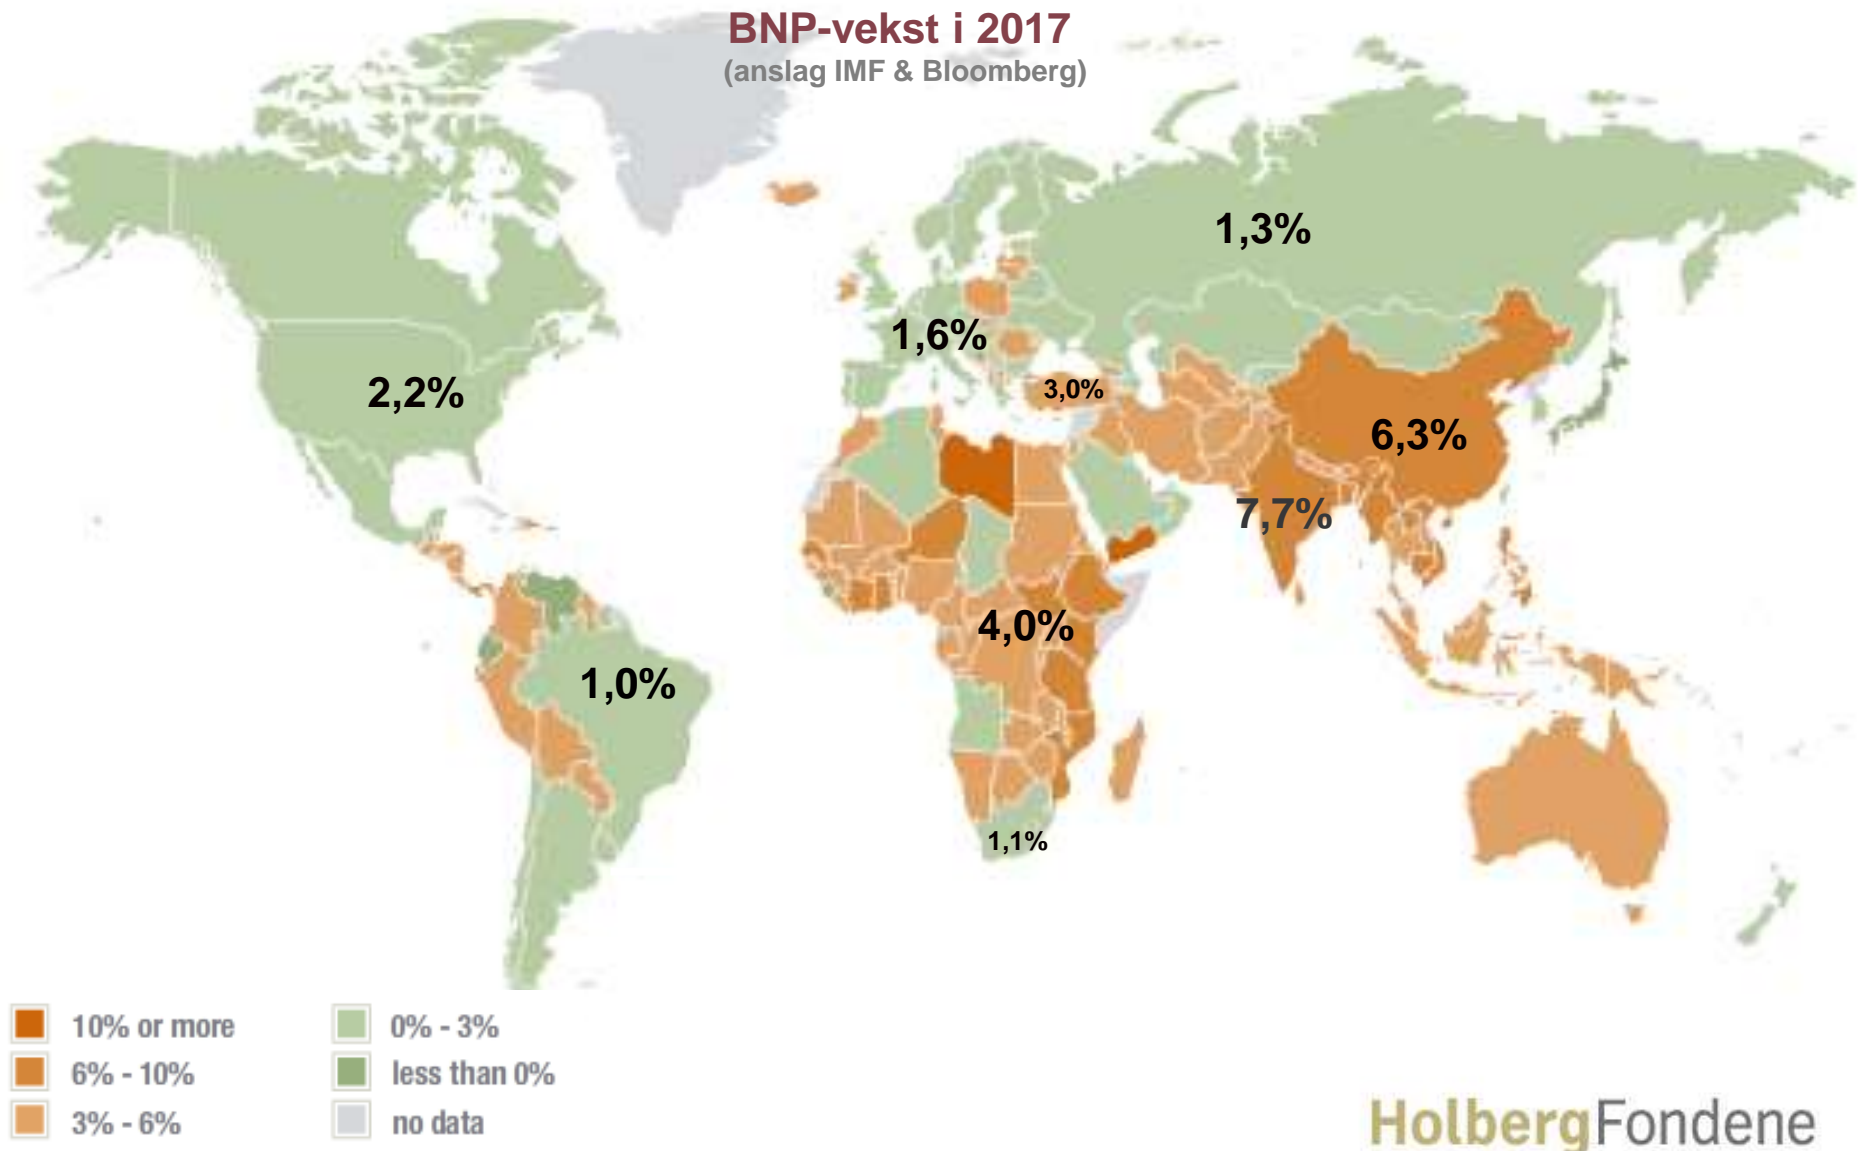 BNP-vekst i 2017
(anslag IMF & Bloomberg)
1,3%
1,6%
2,2%
3,0%
6,3%
7,7%
4,0%
1,0%
1,1%
10% or more
6% - 10%
3% - 6%
0% - 3%
less than 0%
no data
HolbergFondene